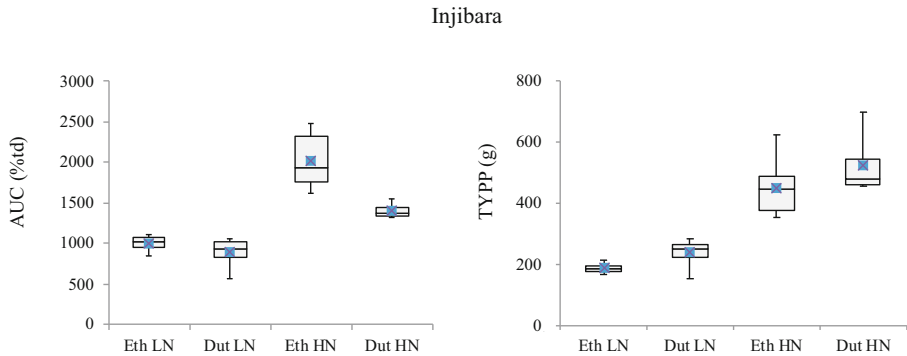 Injibara
AUC (%td)
3000
2500
2000
1500
1000
500
0
Eth LN Dut LN Eth HN Dut HN
TYPP (g)
800
600
400
200
0
Eth LN Dut LN Eth HN Dut HN